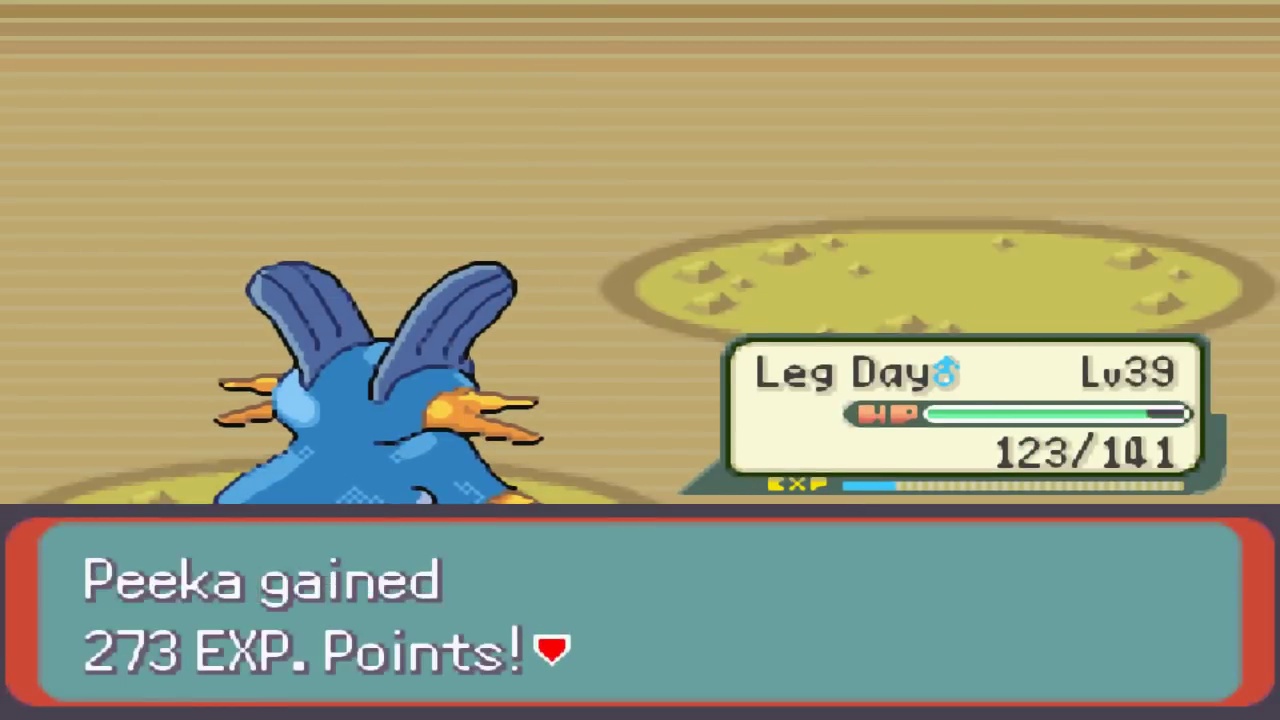 Leg Day♂ Lv39
HP
123/141
EXP
Peeka gained
273 EXP. Points!